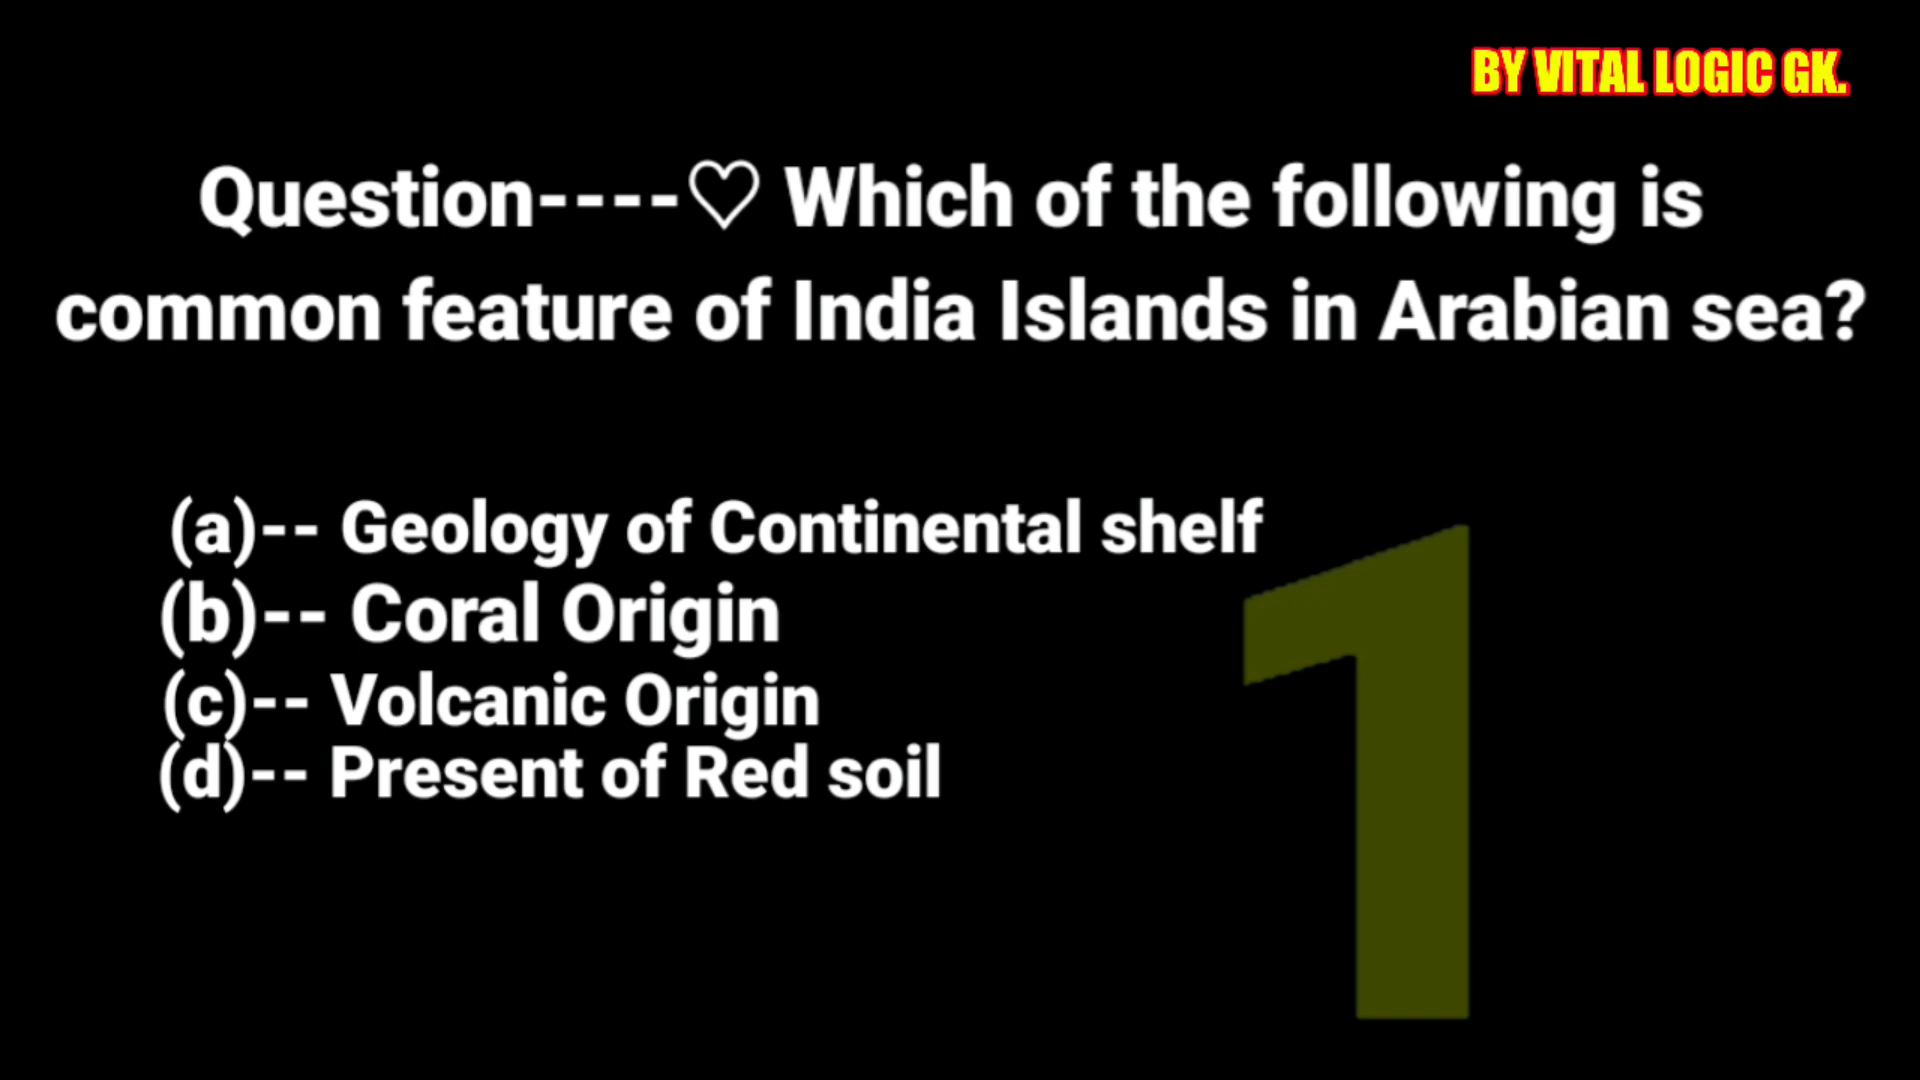 BY VITAL LOGIC GK.
Question----♡ Which of the following is
common feature of India Islands in Arabian sea?
(a)-- Geology of Continental shelf
(b)-- Coral Origin
(c)-- Volcanic Origin
(d)-- Present of Red soil
1